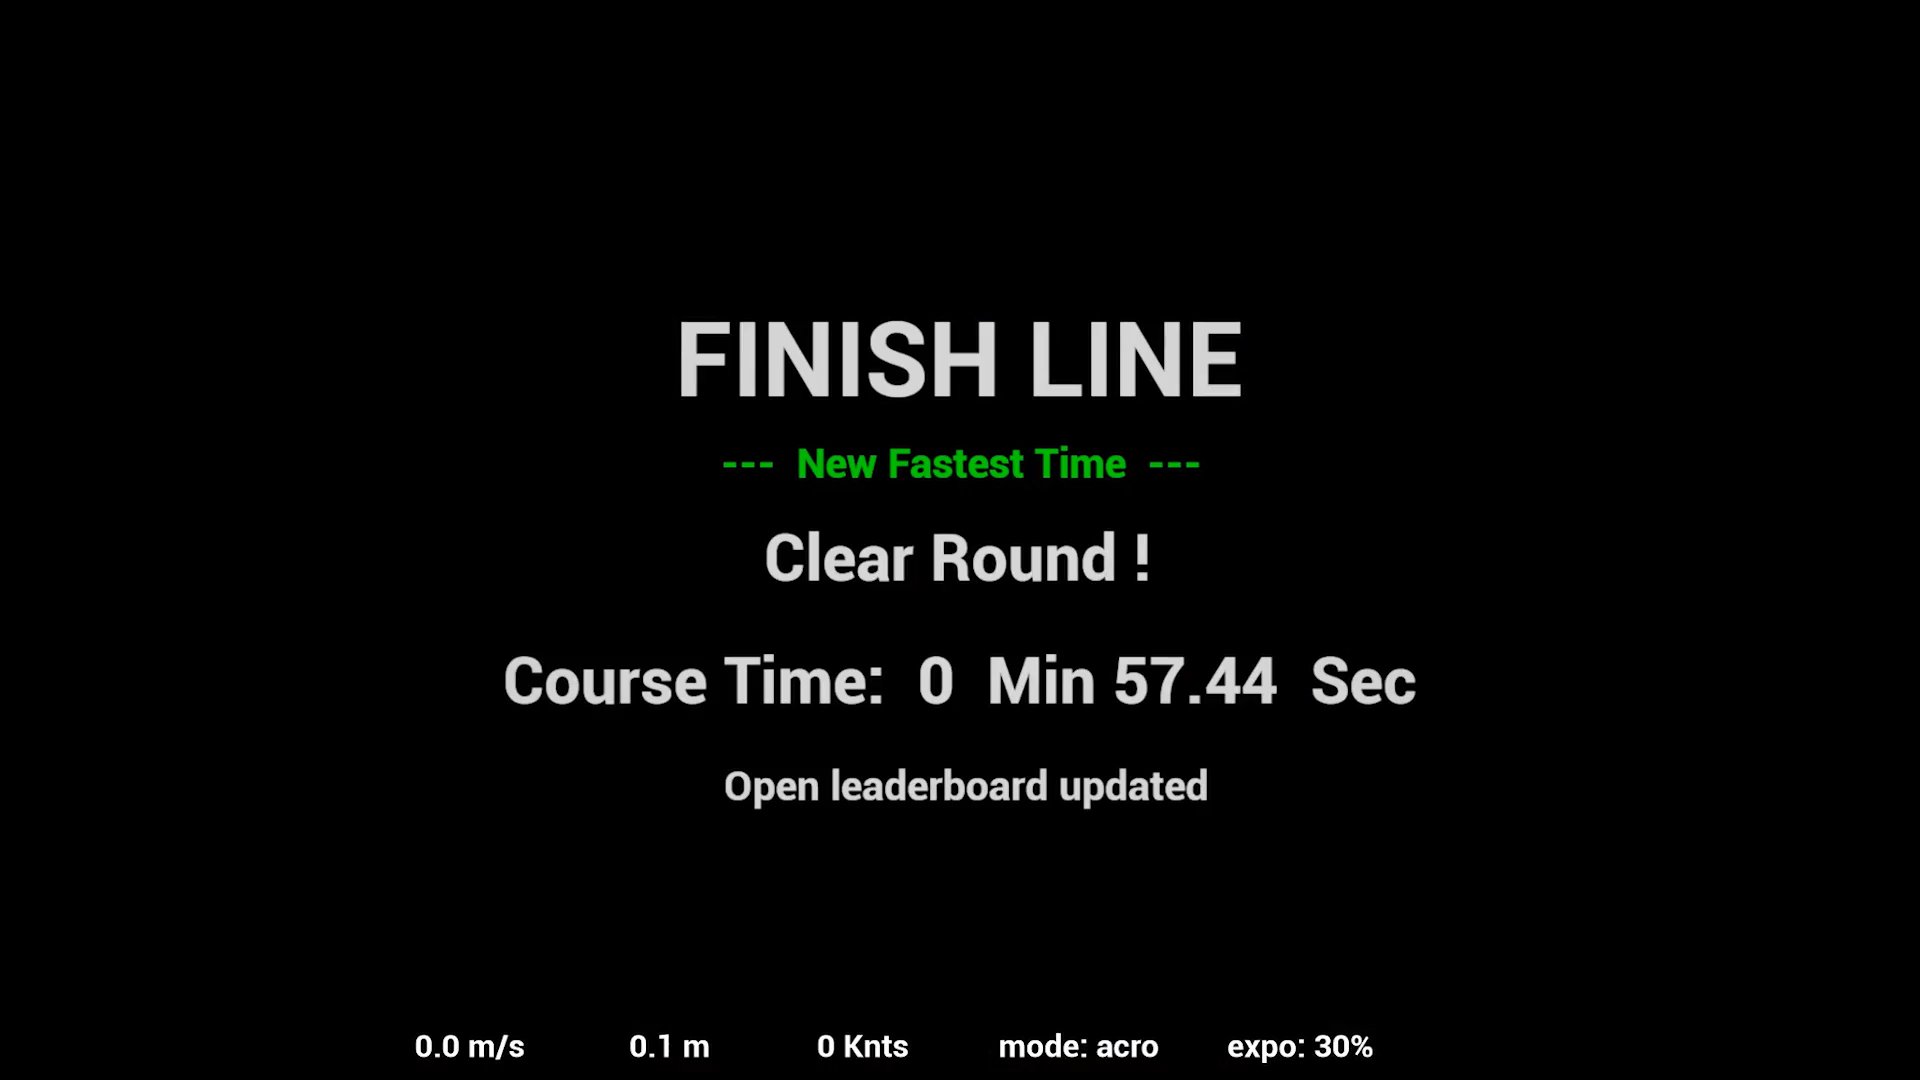 FINISH LINE
--- New Fastest Time ---
Clear Round !
Course Time: 0 Min 57.44 Sec
Open leaderboard updated
0.0 m/s 0.1 m 0 Knts mode: acro expo: 30%